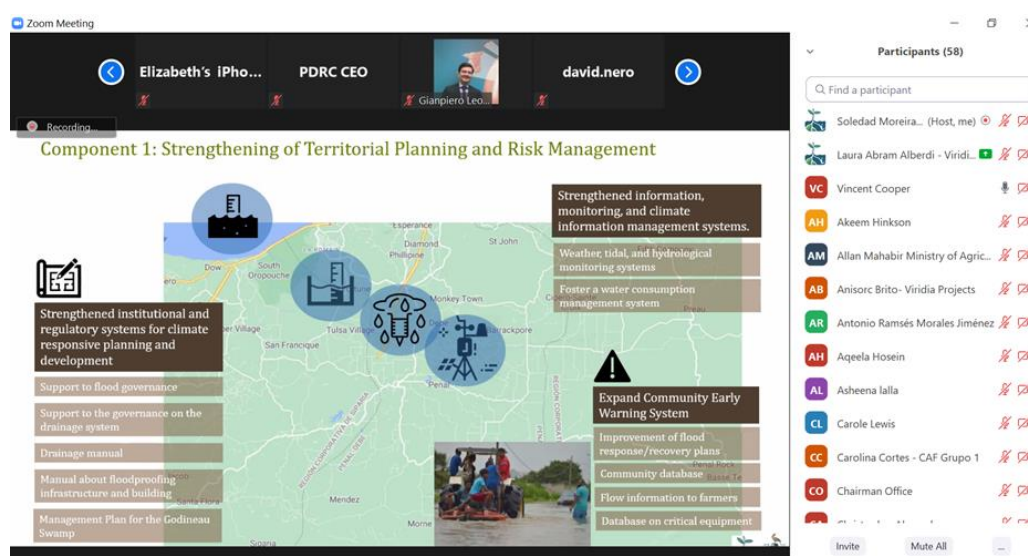 Zoom Meeting
Elizabeth's iPho...
PDRC CEO
Gianpiero Leo...
david.nero
Recording...
Component 1: Strengthening of Territorial Planning and Risk Management
Strengthened institutional and
regulatory systems for climate
responsive planning and
development
Support to flood governance
Support to the governance on the
drainage system
Drainage manual
Manual about floodproofing
infrastructure and building
Management Plan for the Godineau
Swamp
Esperance
Diamond
Phillipine
St John
Dow
South
Oropouche
Monkey Town
Tulsa Village
San Francique
Barrackpore
Penal
Penal Rock
Santa Flora
Mendez
Morne
Siparia
Strengthened information,
monitoring, and climate
information management systems.
Weather, tidal, and hydrological
monitoring systems
Foster a water consumption
management system
Expand Community Early
Warning System
Improvement of flood
response/recovery plans
Community database
Flow information to farmers
Database on critical equipment
Participants (58)
Find a participant
Soledad Moreira... (Host, me)
Laura Abram Alberdi - Viridi...
VC Vincent Cooper
AH Akeem Hinkson
AM Allan Mahabir Ministry of Agric...
AB Anisorc Brito- Viridia Projects
AR Antonio Ramsés Morales Jiménez
AH Aqeela Hosein
AL Asheena lalla
CL Carole Lewis
CC Carolina Cortes - CAF Grupo 1
CO Chairman Office
Invite
Mute All
...